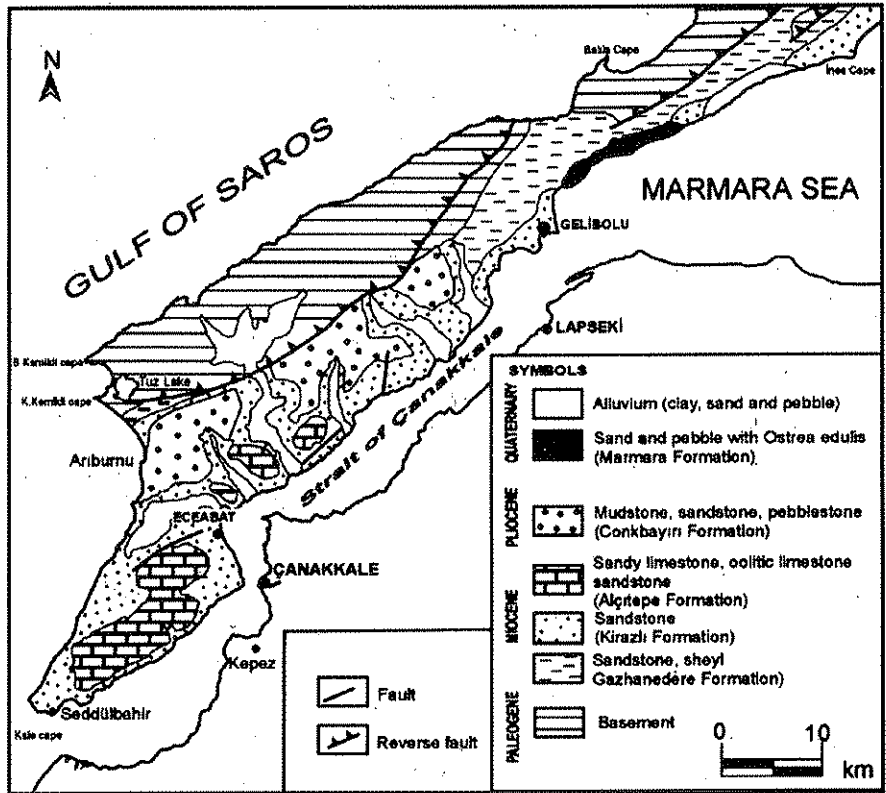 N
Bakla Cape
İnce Cape
GULF OF SAROS
MARMARA SEA
GELİBOLU
LAPSEKİ
B.Kemikli cape
Tuz Lake
K.Kemikli cape
Arıburnu
Strait of Çanakkale
ECEABAT
ÇANAKKALE
Kepez
Seddülbahir
Kale cape
Fault
Reverse fault
SYMBOLS
QUATERNARY
Alluvium (clay, sand and pebble)
Sand and pebble with Ostrea edulis
(Marmara Formation)
PLIOCENE
Mudstone, sandstone, pebblestone
(Conkbayırı Formation)
MIOCENE
Sandy limestone, oolitic limestone
sandstone
(Alçıtepe Formation)
Sandstone
(Kirazlı Formation)
Sandstone, sheyl
Gazhanedere Formation)
PALEOGENE
Basement
0 10
km